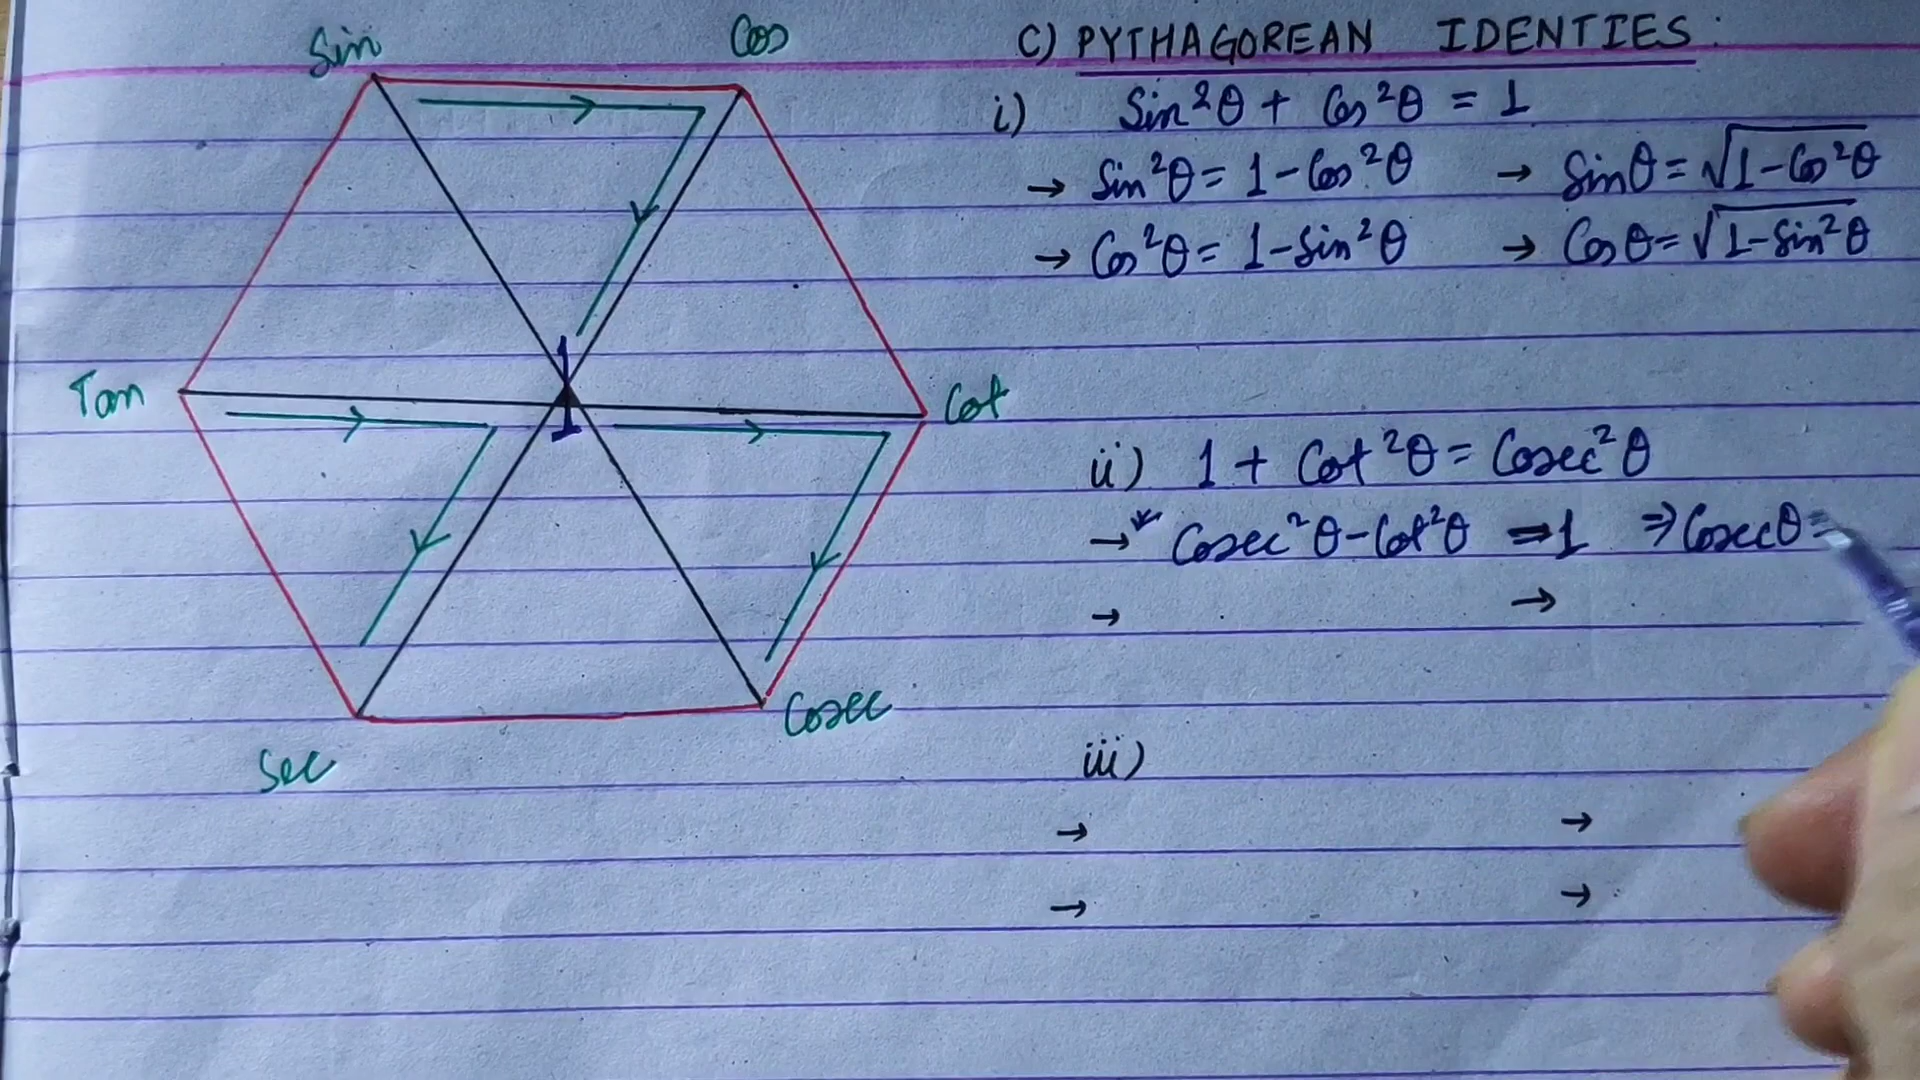 Sin
Cos
Tan
1
Cot
Sec
Cosec
C) PYTHAGOREAN IDENTIES :
i) Sin²θ + Cos²θ = 1
→ Sin²θ = 1 - Cos²θ → Sinθ = √1-Cos²θ
→ Cos²θ = 1 - Sin²θ → Cosθ = √1-Sin²θ
ii) 1 + Cot²θ = Cosec²θ
→* Cosec²θ - Cot²θ ⇒ 1 ⇒ Cosecθ =
→ →
iii)
→ →
→ →